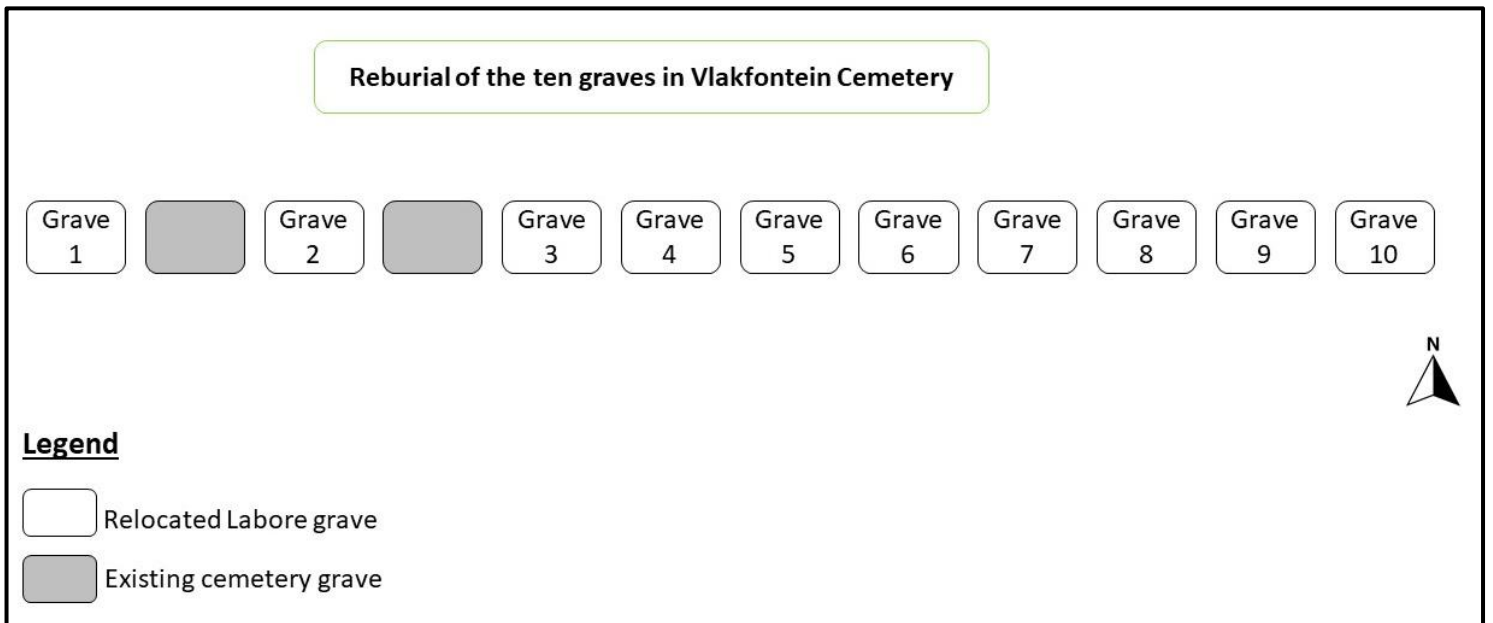 Reburial of the ten graves in Vlakfontein Cemetery
Grave
1
Grave
2
Grave
3
Grave
4
Grave
5
Grave
6
Grave
7
Grave
8
Grave
9
Grave
10
N
Legend
Relocated Labore grave
Existing cemetery grave